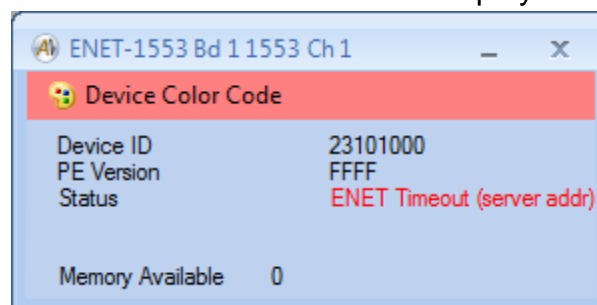 ENET-1553 Bd 1 1553 Ch 1
Device Color Code
Device ID 23101000
PE Version FFFF
Status ENET Timeout (server addr)
Memory Available 0